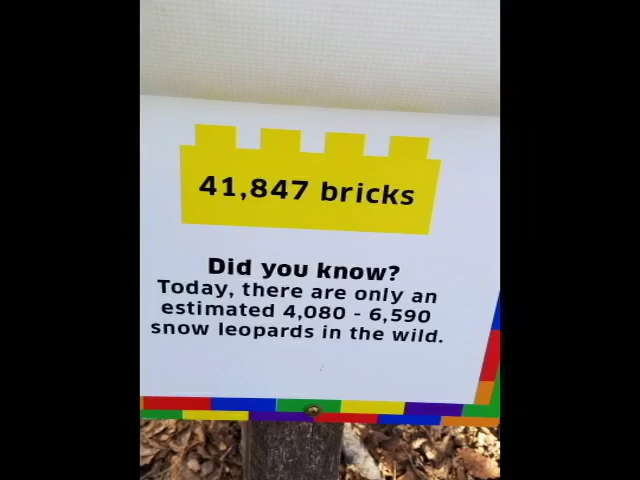 41,847 bricks
Did you know?
Today, there are only an
estimated 4,080 - 6,590
snow leopards in the wild.